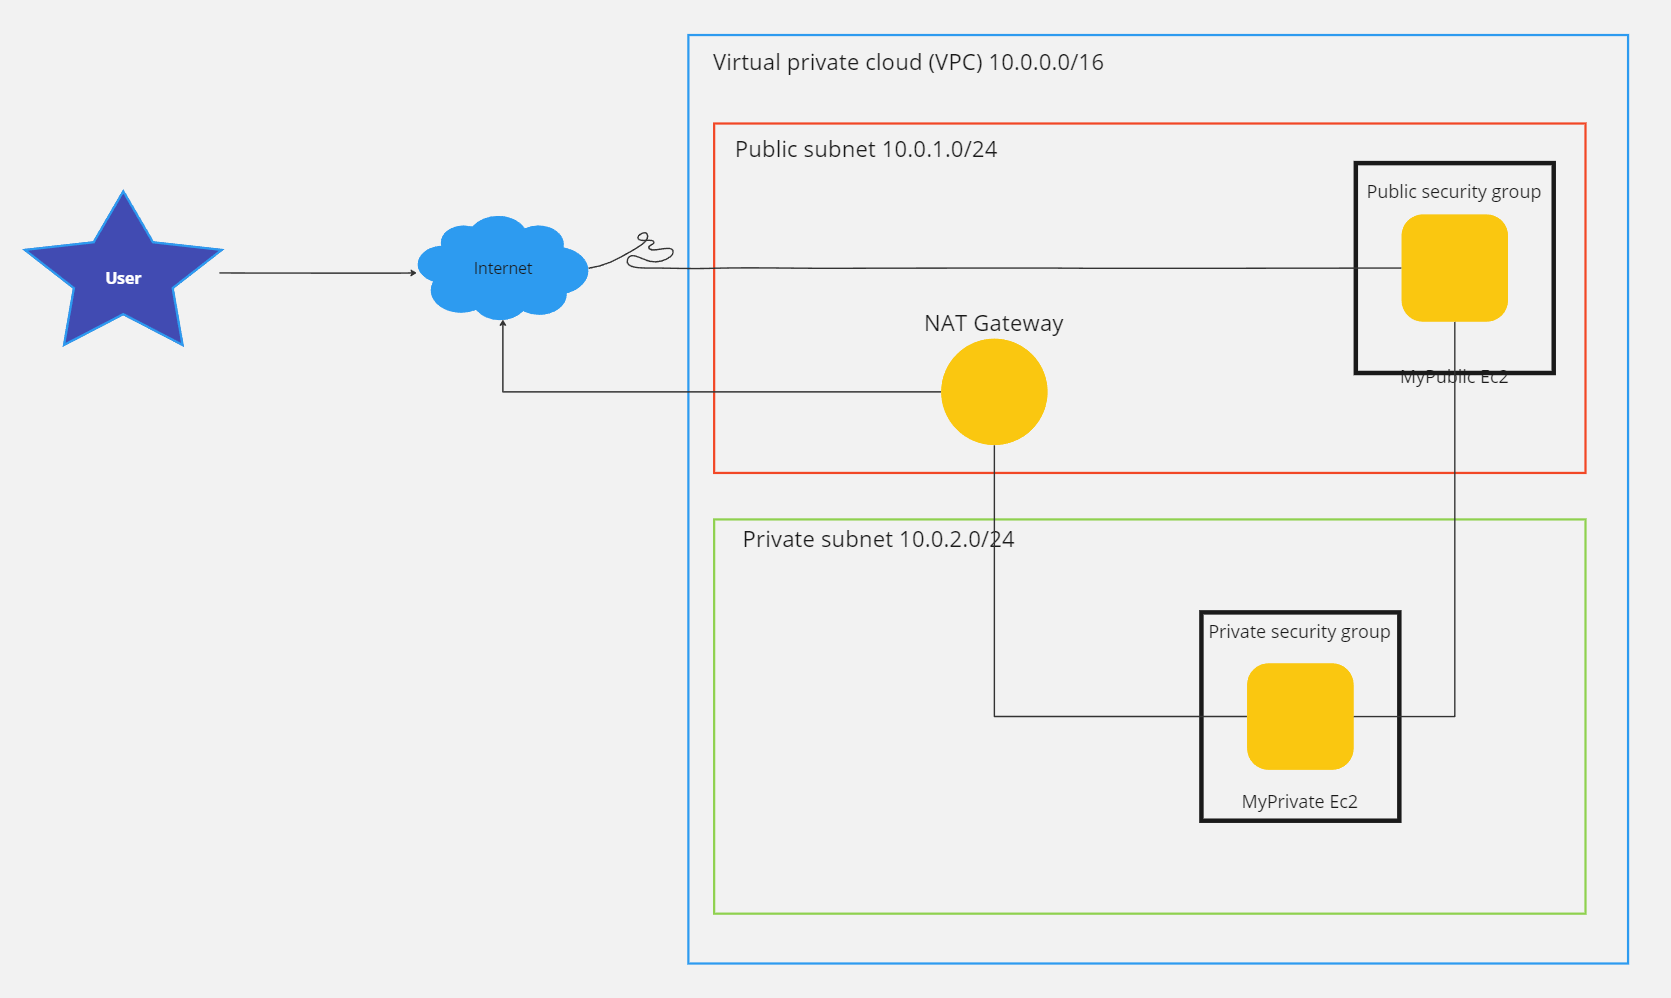 Virtual private cloud (VPC) 10.0.0.0/16
Public subnet 10.0.1.0/24
Public security group
User
Internet
NAT Gateway
MyPublic Ec2
Private subnet 10.0.2.0/24
Private security group
MyPrivate Ec2